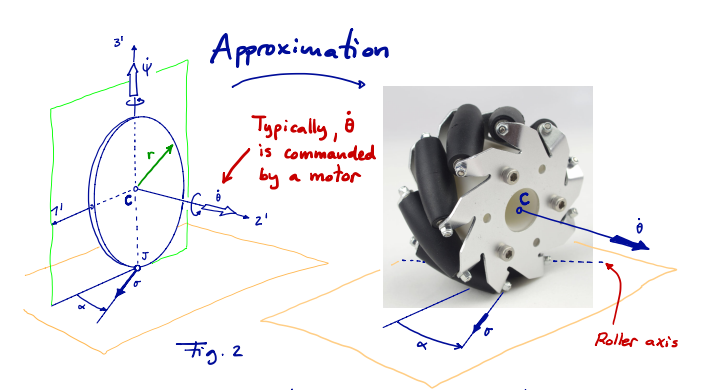 Approximation
3'
ψ̇
Typically, θ̇
is commanded
by a motor
r
C
θ̇
1'
2'
J
σ
α
Fig. 2
C
θ̇
σ
α
Roller axis